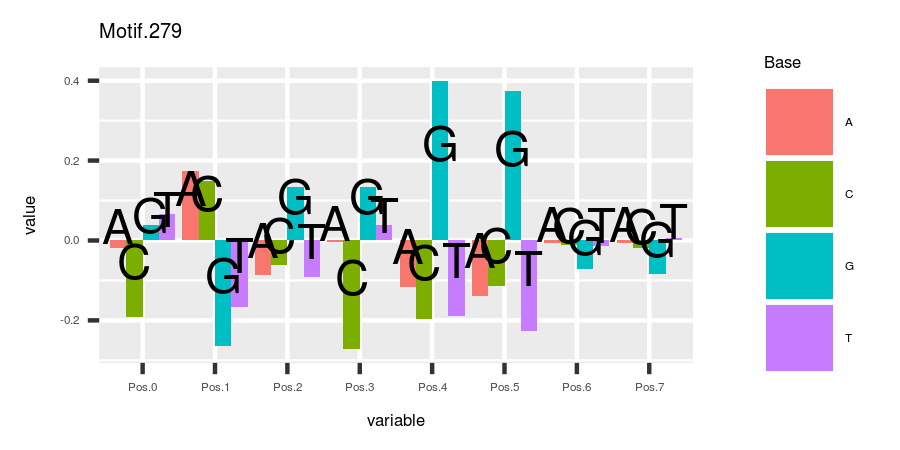 Motif.279
value
0.4
0.2
0.0
-0.2
A C G T A C G T A C G T A C G T A C G T A C G T A C G T A C G T
Pos.0 Pos.1 Pos.2 Pos.3 Pos.4 Pos.5 Pos.6 Pos.7
variable
Base
A
C
G
T